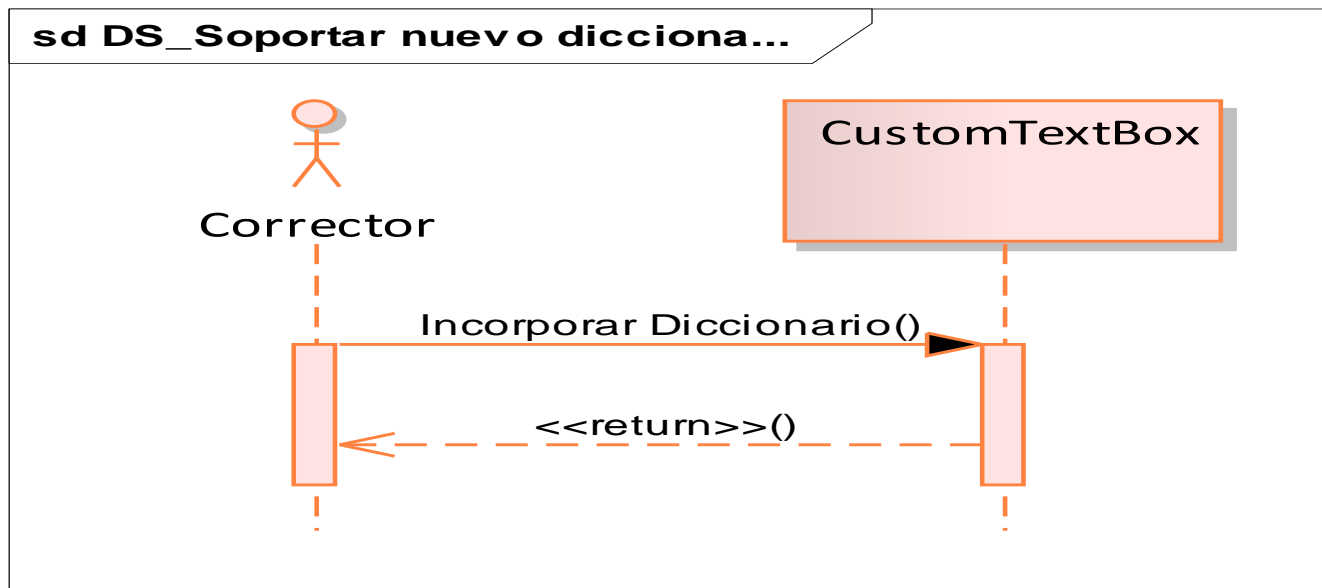 sd DS_Soportar nuevo dicciona...
Corrector
CustomTextBox
Incorporar Diccionario()
<<return>>()